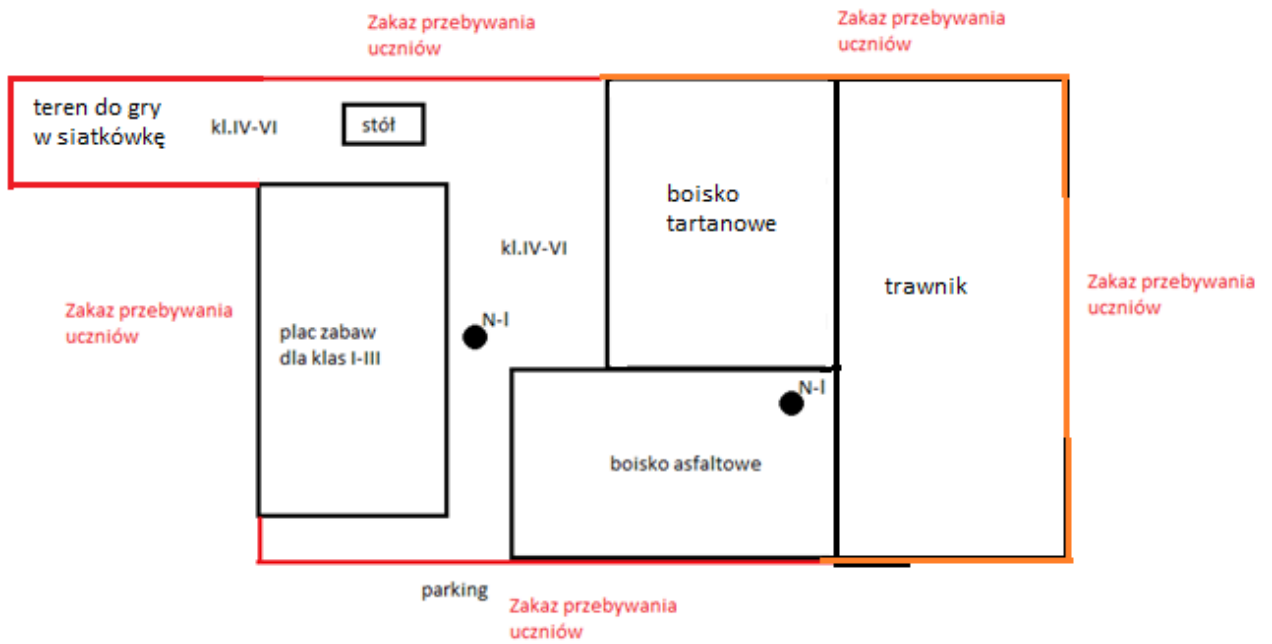 Zakaz przebywania
uczniów
Zakaz przebywania
uczniów
teren do gry
w siatkówkę
kl.IV-VI
stół
boisko
tartanowe
kl.IV-VI
trawnik
Zakaz przebywania
uczniów
Zakaz przebywania
uczniów
plac zabaw
dla klas I-III
N-l
N-l
boisko asfaltowe
parking
Zakaz przebywania
uczniów